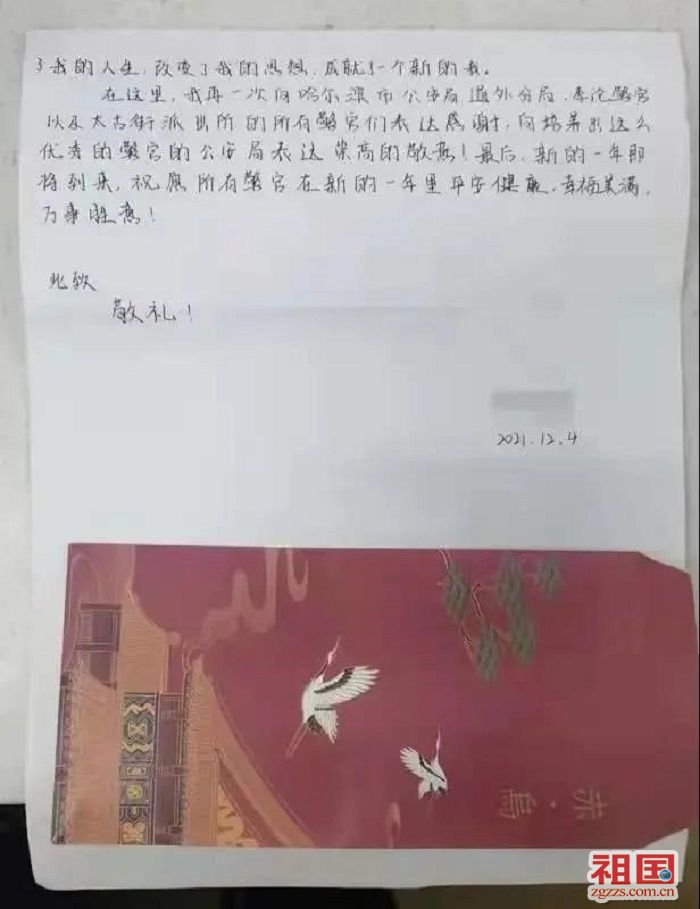 了我的人生，改变了我的思想，成就了一个新的我。
在这里，我再一次向哈尔滨市公安局道外分局、李佗警官
以及太古街派出所的所有警官们表达感谢，向培养出这么
优秀的警官的公安局表达崇高的敬意！最后，新的一年即
将到来，祝愿所有警官在新的一年里平安健康，幸福美满，
万事胜意！
此致
敬礼！
2021.12.4
赤·鳥
祖国
zgzzs.com.cn